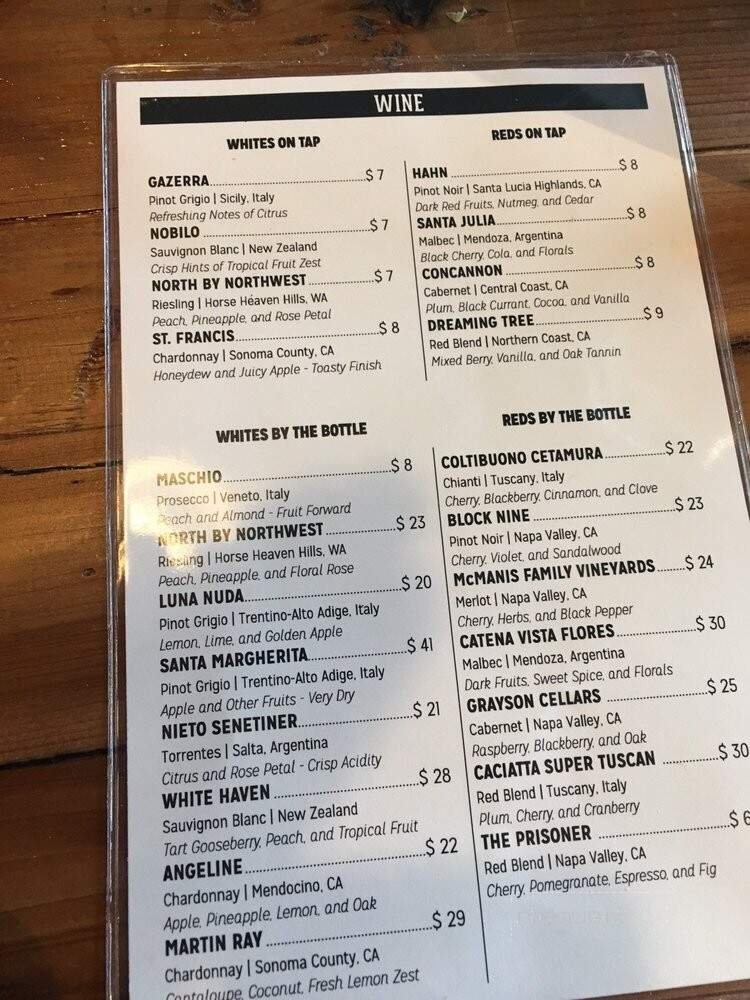 WINE
WHITES ON TAP
GAZERRA $ 7
Pinot Grigio | Sicily, Italy
Refreshing Notes of Citrus
NOBILO $ 7
Sauvignon Blanc | New Zealand
Crisp Hints of Tropical Fruit Zest
NORTH BY NORTHWEST $ 7
Riesling | Horse Heaven Hills, WA
Peach, Pineapple, and Rose Petal
ST. FRANCIS $ 8
Chardonnay | Sonoma County, CA
Honeydew and Juicy Apple - Toasty Finish
REDS ON TAP
HAHN $ 8
Pinot Noir | Santa Lucia Highlands, CA
Dark Red Fruits, Nutmeg, and Cedar
SANTA JULIA $ 8
Malbec | Mendoza, Argentina
Black Cherry, Cola, and Florals
CONCANNON $ 8
Cabernet | Central Coast, CA
Plum, Black Currant, Cocoa, and Vanilla
DREAMING TREE $ 9
Red Blend | Northern Coast, CA
Mixed Berry, Vanilla, and Oak Tannin
WHITES BY THE BOTTLE
MASCHIO $ 8
Prosecco | Veneto, Italy
Peach and Almond - Fruit Forward
NORTH BY NORTHWEST $ 23
Riesling | Horse Heaven Hills, WA
Peach, Pineapple, and Floral Rose
LUNA NUDA $ 20
Pinot Grigio | Trentino-Alto Adige, Italy
Lemon, Lime, and Golden Apple
SANTA MARGHERITA $ 41
Pinot Grigio | Trentino-Alto Adige, Italy
Apple and Other Fruits - Very Dry
NIETO SENETINER $ 21
Torrentes | Salta, Argentina
Citrus and Rose Petal - Crisp Acidity
WHITE HAVEN $ 28
Sauvignon Blanc | New Zealand
Tart Gooseberry, Peach, and Tropical Fruit
ANGELINE $ 22
Chardonnay | Mendocino, CA
Apple, Pineapple, Lemon, and Oak
MARTIN RAY $ 29
Chardonnay | Sonoma County, CA
Cantaloupe, Coconut, Fresh Lemon Zest
REDS BY THE BOTTLE
COLTIBUONO CETAMURA $ 22
Chianti | Tuscany, Italy
Cherry, Blackberry, Cinnamon, and Clove
BLOCK NINE $ 23
Pinot Noir | Napa Valley, CA
Cherry, Violet, and Sandalwood
McMANIS FAMILY VINEYARDS $ 24
Merlot | Napa Valley, CA
Cherry, Herbs, and Black Pepper
CATENA VISTA FLORES $ 30
Malbec | Mendoza, Argentina
Dark Fruits, Sweet Spice, and Florals
GRAYSON CELLARS $ 25
Cabernet | Napa Valley, CA
Raspberry, Blackberry, and Oak
CACIATTA SUPER TUSCAN $ 30
Red Blend | Tuscany, Italy
Plum, Cherry, and Cranberry
THE PRISONER $ 6
Red Blend | Napa Valley, CA
Cherry, Pomegranate, Espresso, and Fig